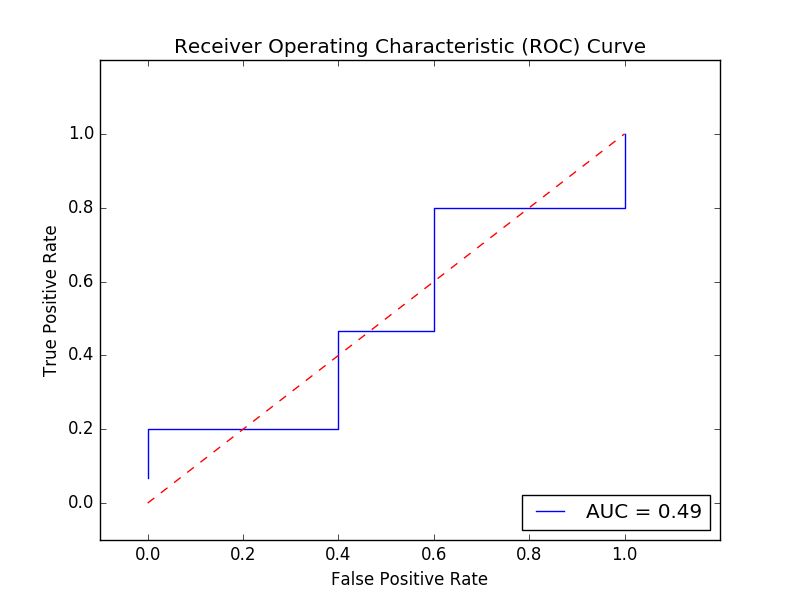 Receiver Operating Characteristic (ROC) Curve
1.0
0.8
0.6
0.4
0.2
0.0
True Positive Rate
AUC = 0.49
0.0 0.2 0.4 0.6 0.8 1.0
False Positive Rate